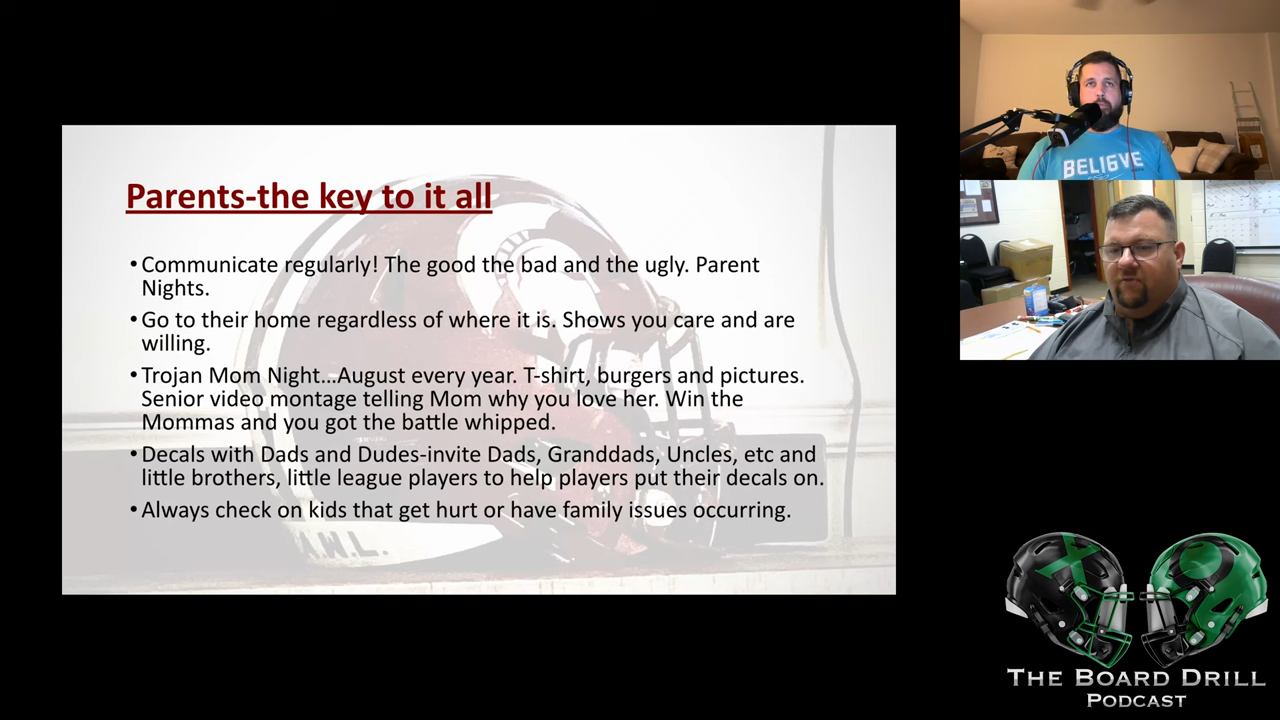 Parents-the key to it all
•Communicate regularly! The good the bad and the ugly. Parent
Nights.
•Go to their home regardless of where it is. Shows you care and are
willing.
•Trojan Mom Night...August every year. T-shirt, burgers and pictures.
Senior video montage telling Mom why you love her. Win the
Mommas and you got the battle whipped.
•Decals with Dads and Dudes-invite Dads, Granddads, Uncles, etc and
little brothers, little league players to help players put their decals on.
•Always check on kids that get hurt or have family issues occurring.
A.W.L.
BELI6VE
THE BOARD DRILL
PODCAST